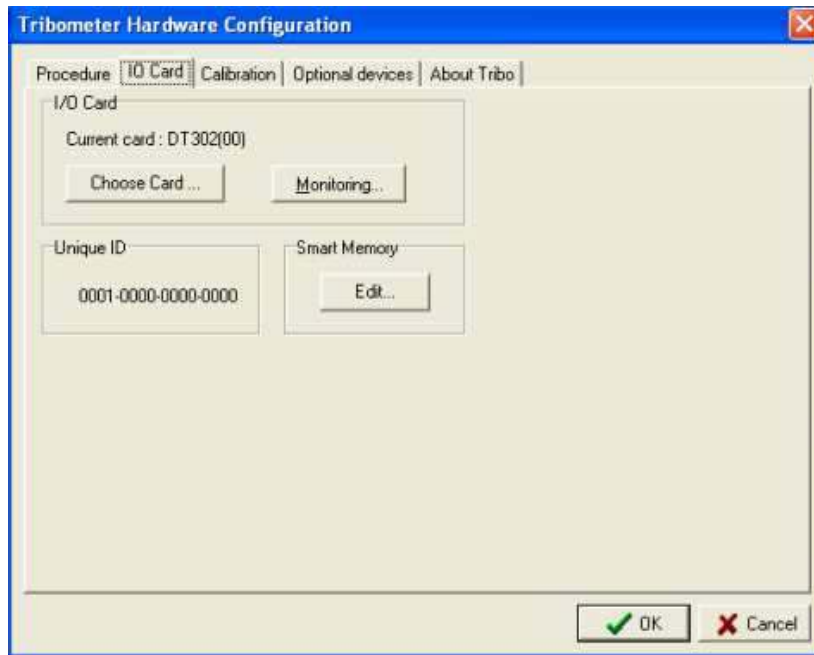 Tribometer Hardware Configuration
Procedure IO Card Calibration Optional devices About Tribo
I/O Card
Current card : DT302(00)
Choose Card ... Monitoring...
Unique ID Smart Memory
0001-0000-0000-0000 Edit...
OK Cancel